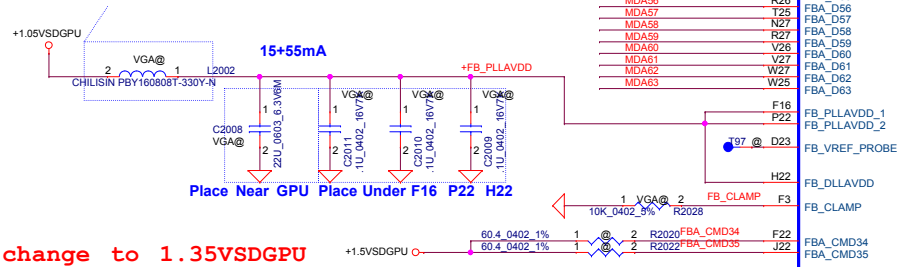 MDA56 R26 FBA_D56
MDA57 T25 FBA_D57
MDA58 N27 FBA_D58
MDA59 R27 FBA_D59
MDA60 V26 FBA_D60
MDA61 V27 FBA_D61
MDA62 W27 FBA_D62
MDA63 W25 FBA_D63
+1.05VSDGPU
15+55mA
VGA@
2 1 L2002
CHILISIN PBY160808T-330Y-N
+FB_PLLAVDD
F16 FB_PLLAVDD_1
P22 FB_PLLAVDD_2
VGA@ VGA@ VGA@
1 1 1 1
C2008
VGA@
2 2 2 2
22U_0603_6.3V6M
C2011
.1U_0402_16V7K
C2010
.1U_0402_16V7K
C2009
.1U_0402_16V7K
T97 @ D23 FB_VREF_PROBE
H22 FB_DLLAVDD
Place Near GPU Place Under F16 P22 H22
1 VGA@ 2 FB_CLAMP F3 FB_CLAMP
10K_0402_5% R2028
60.4_0402_1% 1 @ 2 R2020 FBA_CMD34 F22 FBA_CMD34
60.4_0402_1% 1 @ 2 R2022 FBA_CMD35 J22 FBA_CMD35
change to 1.35VSDGPU +1.5VSDGPU